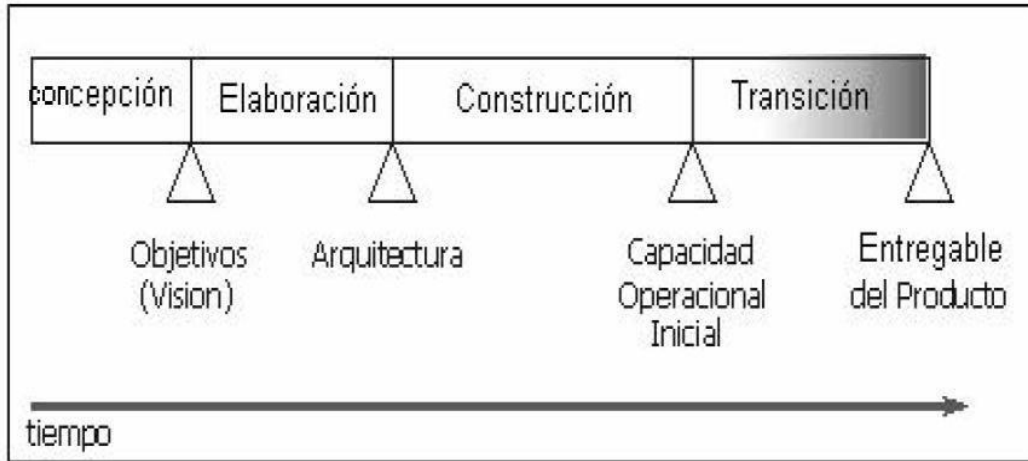 concepción
Elaboración
Construcción
Transición
Objetivos
(Vision)
Arquitectura
Capacidad
Operacional
Inicial
Entregable
del Producto
tiempo